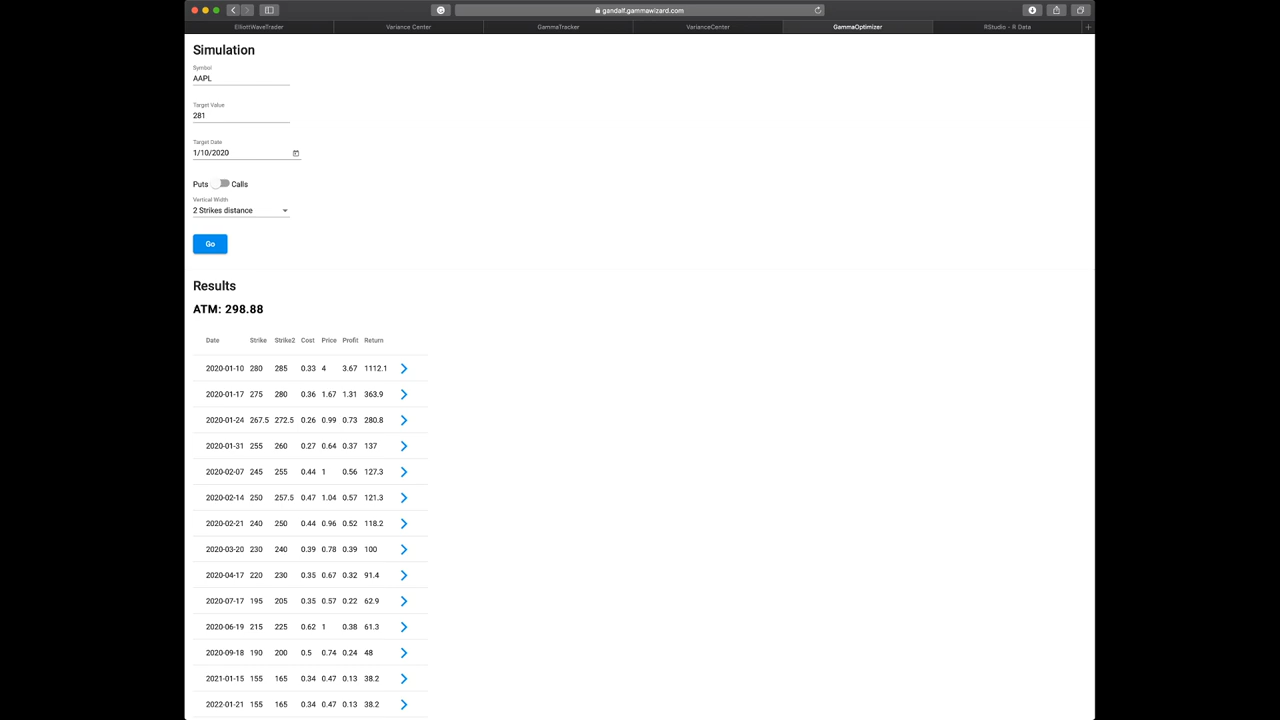 gandalf.gammawizard.com
ElliottWaveTrader Variance Center GammaTracker VarianceCenter GammaOptimizer RStudio - R Data
Simulation
Symbol
AAPL
Target Value
281
Target Date
1/10/2020
Puts Calls
Vertical Width
2 Strikes distance
Go
Results
ATM: 298.88
Date Strike Strike2 Cost Price Profit Return
2020-01-10 280 285 0.33 4 3.67 1112.1
2020-01-17 275 280 0.36 1.67 1.31 363.9
2020-01-24 267.5 272.5 0.26 0.99 0.73 280.8
2020-01-31 255 260 0.27 0.64 0.37 137
2020-02-07 245 255 0.44 1 0.56 127.3
2020-02-14 250 257.5 0.47 1.04 0.57 121.3
2020-02-21 240 250 0.44 0.96 0.52 118.2
2020-03-20 230 240 0.39 0.78 0.39 100
2020-04-17 220 230 0.35 0.67 0.32 91.4
2020-07-17 195 205 0.35 0.57 0.22 62.9
2020-06-19 215 225 0.62 1 0.38 61.3
2020-09-18 190 200 0.5 0.74 0.24 48
2021-01-15 155 165 0.34 0.47 0.13 38.2
2022-01-21 155 165 0.34 0.47 0.13 38.2